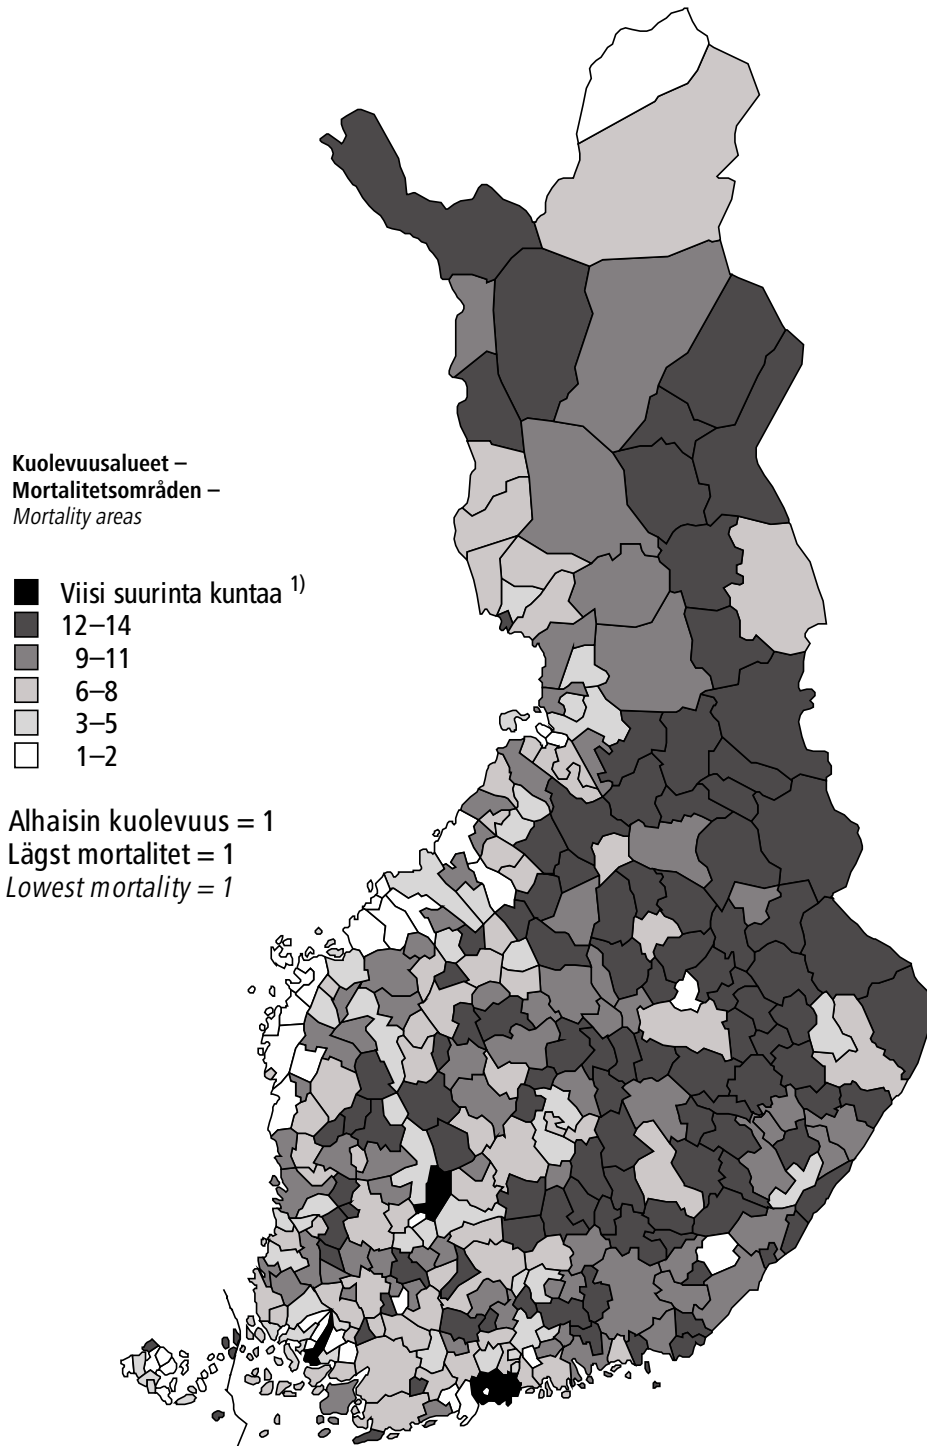 Kuolevuusalueet –
Mortalitetsområden –
Mortality areas
Viisi suurinta kuntaa 1)
12–14
9–11
6–8
3–5
1–2
Alhaisin kuolevuus = 1
Lägst mortalitet = 1
Lowest mortality = 1